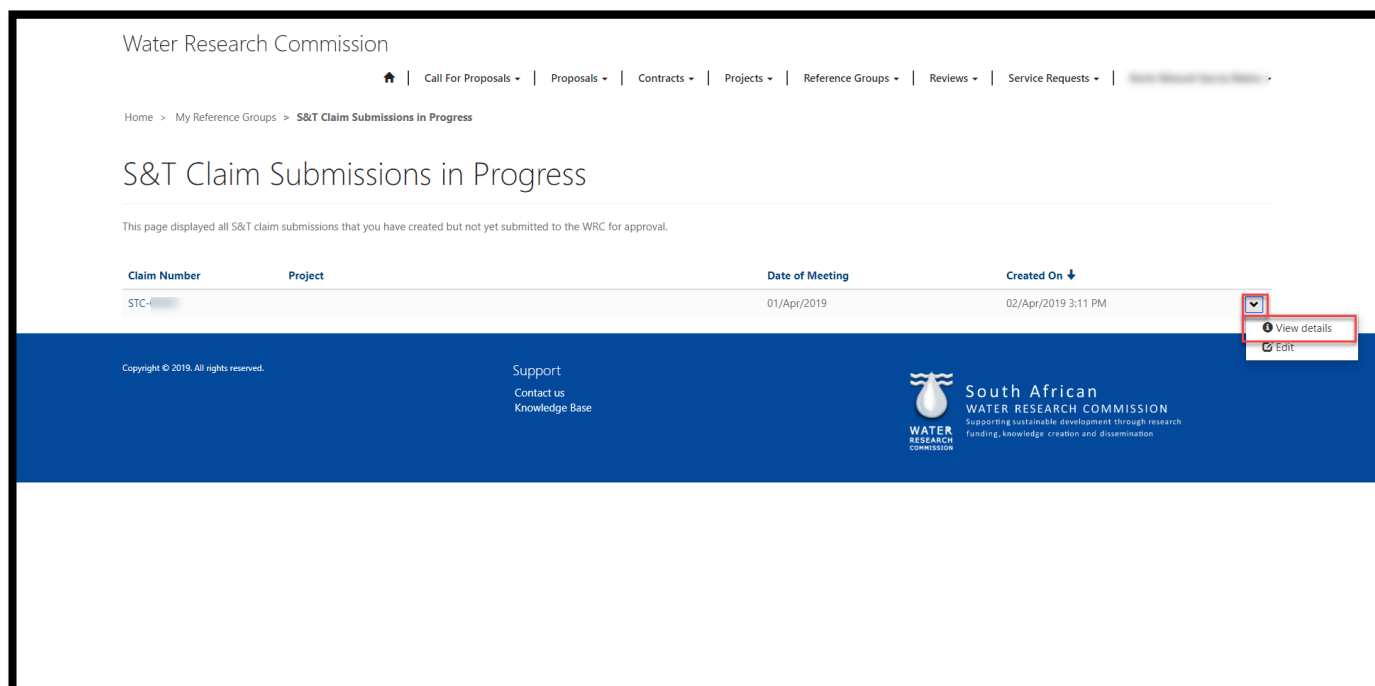 Water Research Commission
Call For Proposals | Proposals | Contracts | Projects | Reference Groups | Reviews | Service Requests |
Home > My Reference Groups > S&T Claim Submissions in Progress
S&T Claim Submissions in Progress
This page displayed all S&T claim submissions that you have created but not yet submitted to the WRC for approval.
Claim Number Project Date of Meeting Created On
STC- 01/Apr/2019 02/Apr/2019 3:11 PM
View details
Edit
Copyright © 2019. All rights reserved.
Support
Contact us
Knowledge Base
WATER
RESEARCH
COMMISSION
South African
WATER RESEARCH COMMISSION
Supporting sustainable development through research
funding, knowledge creation and dissemination